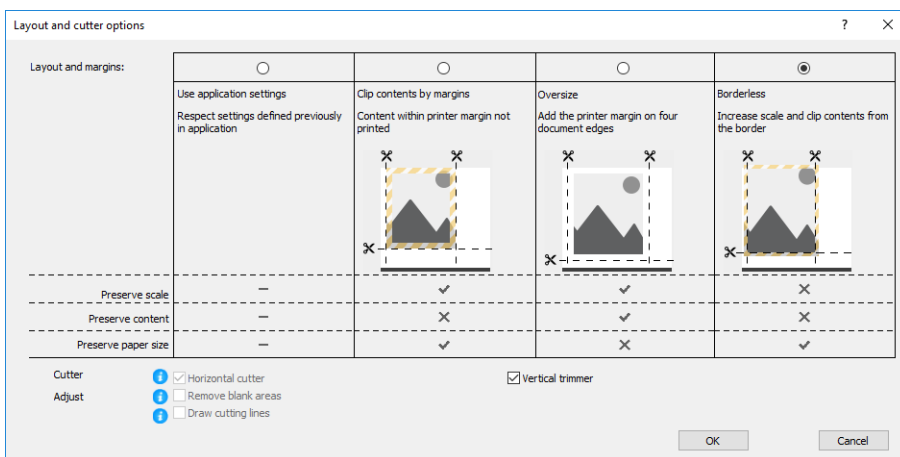 Layout and cutter options
Layout and margins:
Use application settings
Respect settings defined previously
in application
Clip contents by margins
Content within printer margin not
printed
Oversize
Add the printer margin on four
document edges
Borderless
Increase scale and clip contents from
the border
Preserve scale
Preserve content
Preserve paper size
Cutter
Horizontal cutter
Vertical trimmer
Adjust
Remove blank areas
Draw cutting lines
OK
Cancel